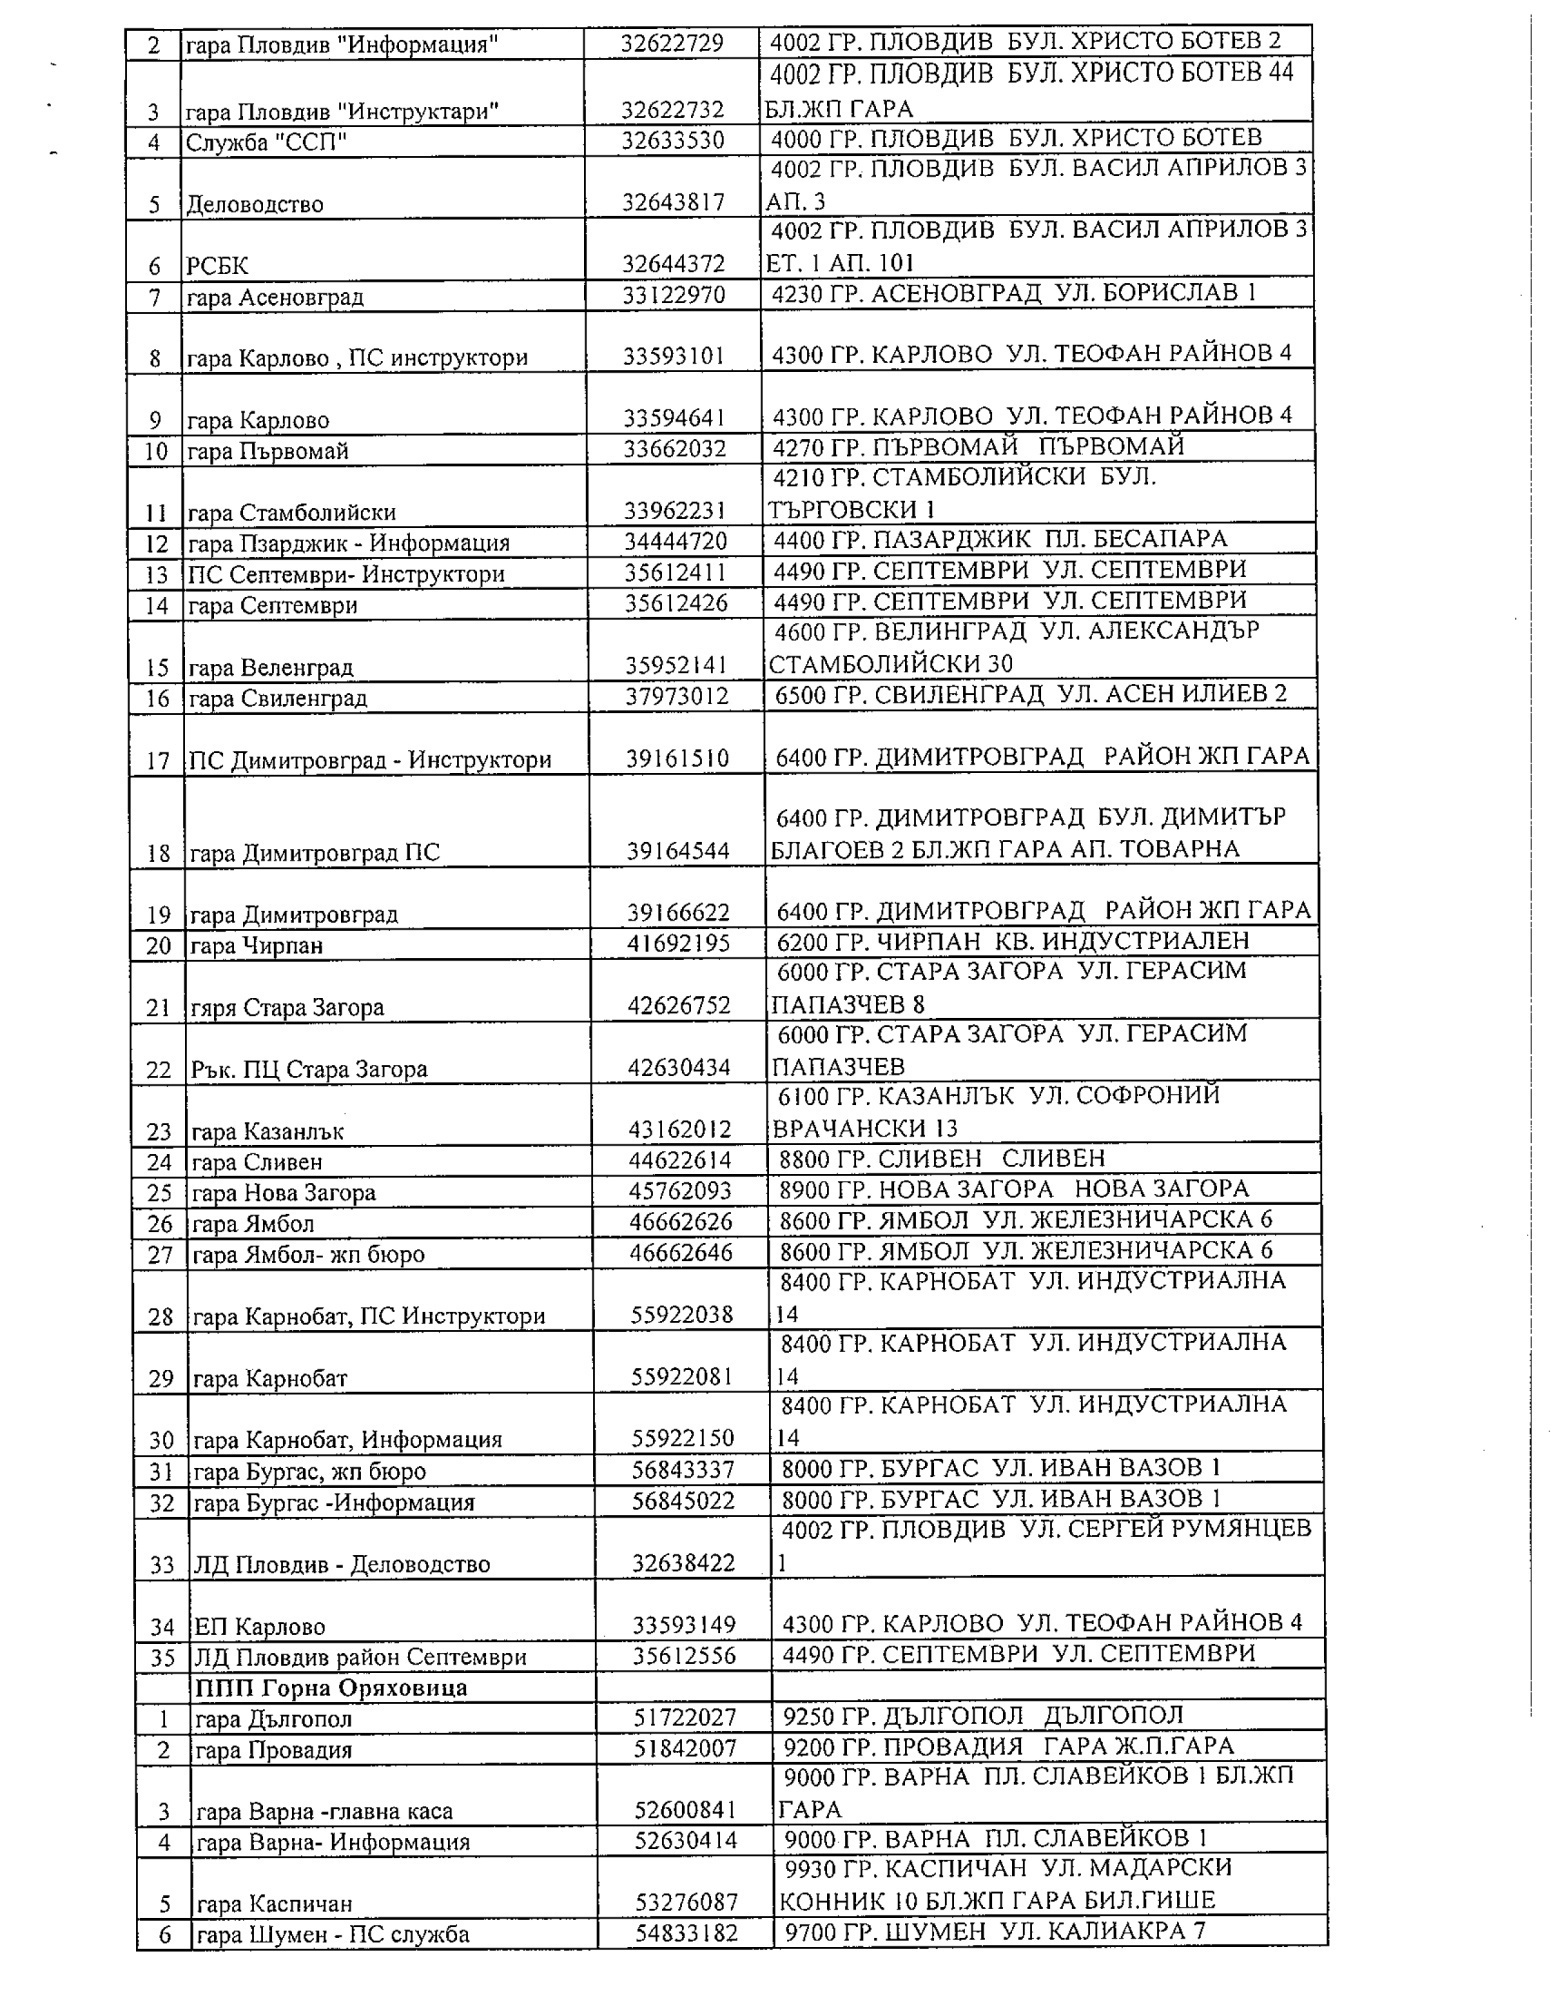 2 гара Пловдив "Информация" 32622729 4002 ГР. ПЛОВДИВ БУЛ. ХРИСТО БОТЕВ 2
4002 ГР. ПЛОВДИВ БУЛ. ХРИСТО БОТЕВ 44
3 гара Пловдив "Инструктари" 32622732 БЛ.ЖП ГАРА
4 Служба "ССП" 32633530 4000 ГР. ПЛОВДИВ БУЛ. ХРИСТО БОТЕВ
4002 ГР. ПЛОВДИВ БУЛ. ВАСИЛ АПРИЛОВ 3
5 Деловодство 32643817 АП. 3
4002 ГР. ПЛОВДИВ БУЛ. ВАСИЛ АПРИЛОВ 3
6 РСБК 32644372 ЕТ. 1 АП. 101
7 гара Асеновград 33122970 4230 ГР. АСЕНОВГРАД УЛ. БОРИСЛАВ 1
8 гара Карлово , ПС инструктори 33593101 4300 ГР. КАРЛОВО УЛ. ТЕОФАН РАЙНОВ 4
9 гара Карлово 33594641 4300 ГР. КАРЛОВО УЛ. ТЕОФАН РАЙНОВ 4
10 гара Първомай 33662032 4270 ГР. ПЪРВОМАЙ ПЪРВОМАЙ
4210 ГР. СТАМБОЛИЙСКИ БУЛ.
11 гара Стамболийски 33962231 ТЪРГОВСКИ 1
12 гара Пзарджик - Информация 34444720 4400 ГР. ПАЗАРДЖИК ПЛ. БЕСАПАРА
13 ПС Септември- Инструктори 35612411 4490 ГР. СЕПТЕМВРИ УЛ. СЕПТЕМВРИ
14 гара Септември 35612426 4490 ГР. СЕПТЕМВРИ УЛ. СЕПТЕМВРИ
4600 ГР. ВЕЛИНГРАД УЛ. АЛЕКСАНДЪР
15 гара Веленград 35952141 СТАМБОЛИЙСКИ 30
16 гара Свиленград 37973012 6500 ГР. СВИЛЕНГРАД УЛ. АСЕН ИЛИЕВ 2
17 ПС Димитровград - Инструктори 39161510 6400 ГР. ДИМИТРОВГРАД РАЙОН ЖП ГАРА
6400 ГР. ДИМИТРОВГРАД БУЛ. ДИМИТЪР
18 гара Димитровград ПС 39164544 БЛАГОЕВ 2 БЛ.ЖП ГАРА АП. ТОВАРНА
19 гара Димитровград 39166622 6400 ГР. ДИМИТРОВГРАД РАЙОН ЖП ГАРА
20 гара Чирпан 41692195 6200 ГР. ЧИРПАН КВ. ИНДУСТРИАЛЕН
6000 ГР. СТАРА ЗАГОРА УЛ. ГЕРАСИМ
21 гяря Стара Загора 42626752 ПАПАЗЧЕВ 8
6000 ГР. СТАРА ЗАГОРА УЛ. ГЕРАСИМ
22 Рък. ПЦ Стара Загора 42630434 ПАПАЗЧЕВ
6100 ГР. КАЗАНЛЪК УЛ. СОФРОНИЙ
23 гара Казанлък 43162012 ВРАЧАНСКИ 13
24 гара Сливен 44622614 8800 ГР. СЛИВЕН СЛИВЕН
25 гара Нова Загора 45762093 8900 ГР. НОВА ЗАГОРА НОВА ЗАГОРА
26 гара Ямбол 46662626 8600 ГР. ЯМБОЛ УЛ. ЖЕЛЕЗНИЧАРСКА 6
27 гара Ямбол- жп бюро 46662646 8600 ГР. ЯМБОЛ УЛ. ЖЕЛЕЗНИЧАРСКА 6
8400 ГР. КАРНОБАТ УЛ. ИНДУСТРИАЛНА
28 гара Карнобат, ПС Инструктори 55922038 14
8400 ГР. КАРНОБАТ УЛ. ИНДУСТРИАЛНА
29 гара Карнобат 55922081 14
8400 ГР. КАРНОБАТ УЛ. ИНДУСТРИАЛНА
30 гара Карнобат, Информация 55922150 14
31 гара Бургас, жп бюро 56843337 8000 ГР. БУРГАС УЛ. ИВАН ВАЗОВ 1
32 гара Бургас -Информация 56845022 8000 ГР. БУРГАС УЛ. ИВАН ВАЗОВ 1
4002 ГР. ПЛОВДИВ УЛ. СЕРГЕЙ РУМЯНЦЕВ
33 ЛД Пловдив - Деловодство 32638422 1
34 ЕП Карлово 33593149 4300 ГР. КАРЛОВО УЛ. ТЕОФАН РАЙНОВ 4
35 ЛД Пловдив район Септември 35612556 4490 ГР. СЕПТЕМВРИ УЛ. СЕПТЕМВРИ
ППП Горна Оряховица
1 гара Дългопол 51722027 9250 ГР. ДЪЛГОПОЛ ДЪЛГОПОЛ
2 гара Провадия 51842007 9200 ГР. ПРОВАДИЯ ГАРА Ж.П.ГАРА
9000 ГР. ВАРНА ПЛ. СЛАВЕЙКОВ 1 БЛ.ЖП
3 гара Варна -главна каса 52600841 ГАРА
4 гара Варна- Информация 52630414 9000 ГР. ВАРНА ПЛ. СЛАВЕЙКОВ 1
9930 ГР. КАСПИЧАН УЛ. МАДАРСКИ
5 гара Каспичан 53276087 КОННИК 10 БЛ.ЖП ГАРА БИЛ.ГИШЕ
6 гара Шумен - ПС служба 54833182 9700 ГР. ШУМЕН УЛ. КАЛИАКРА 7